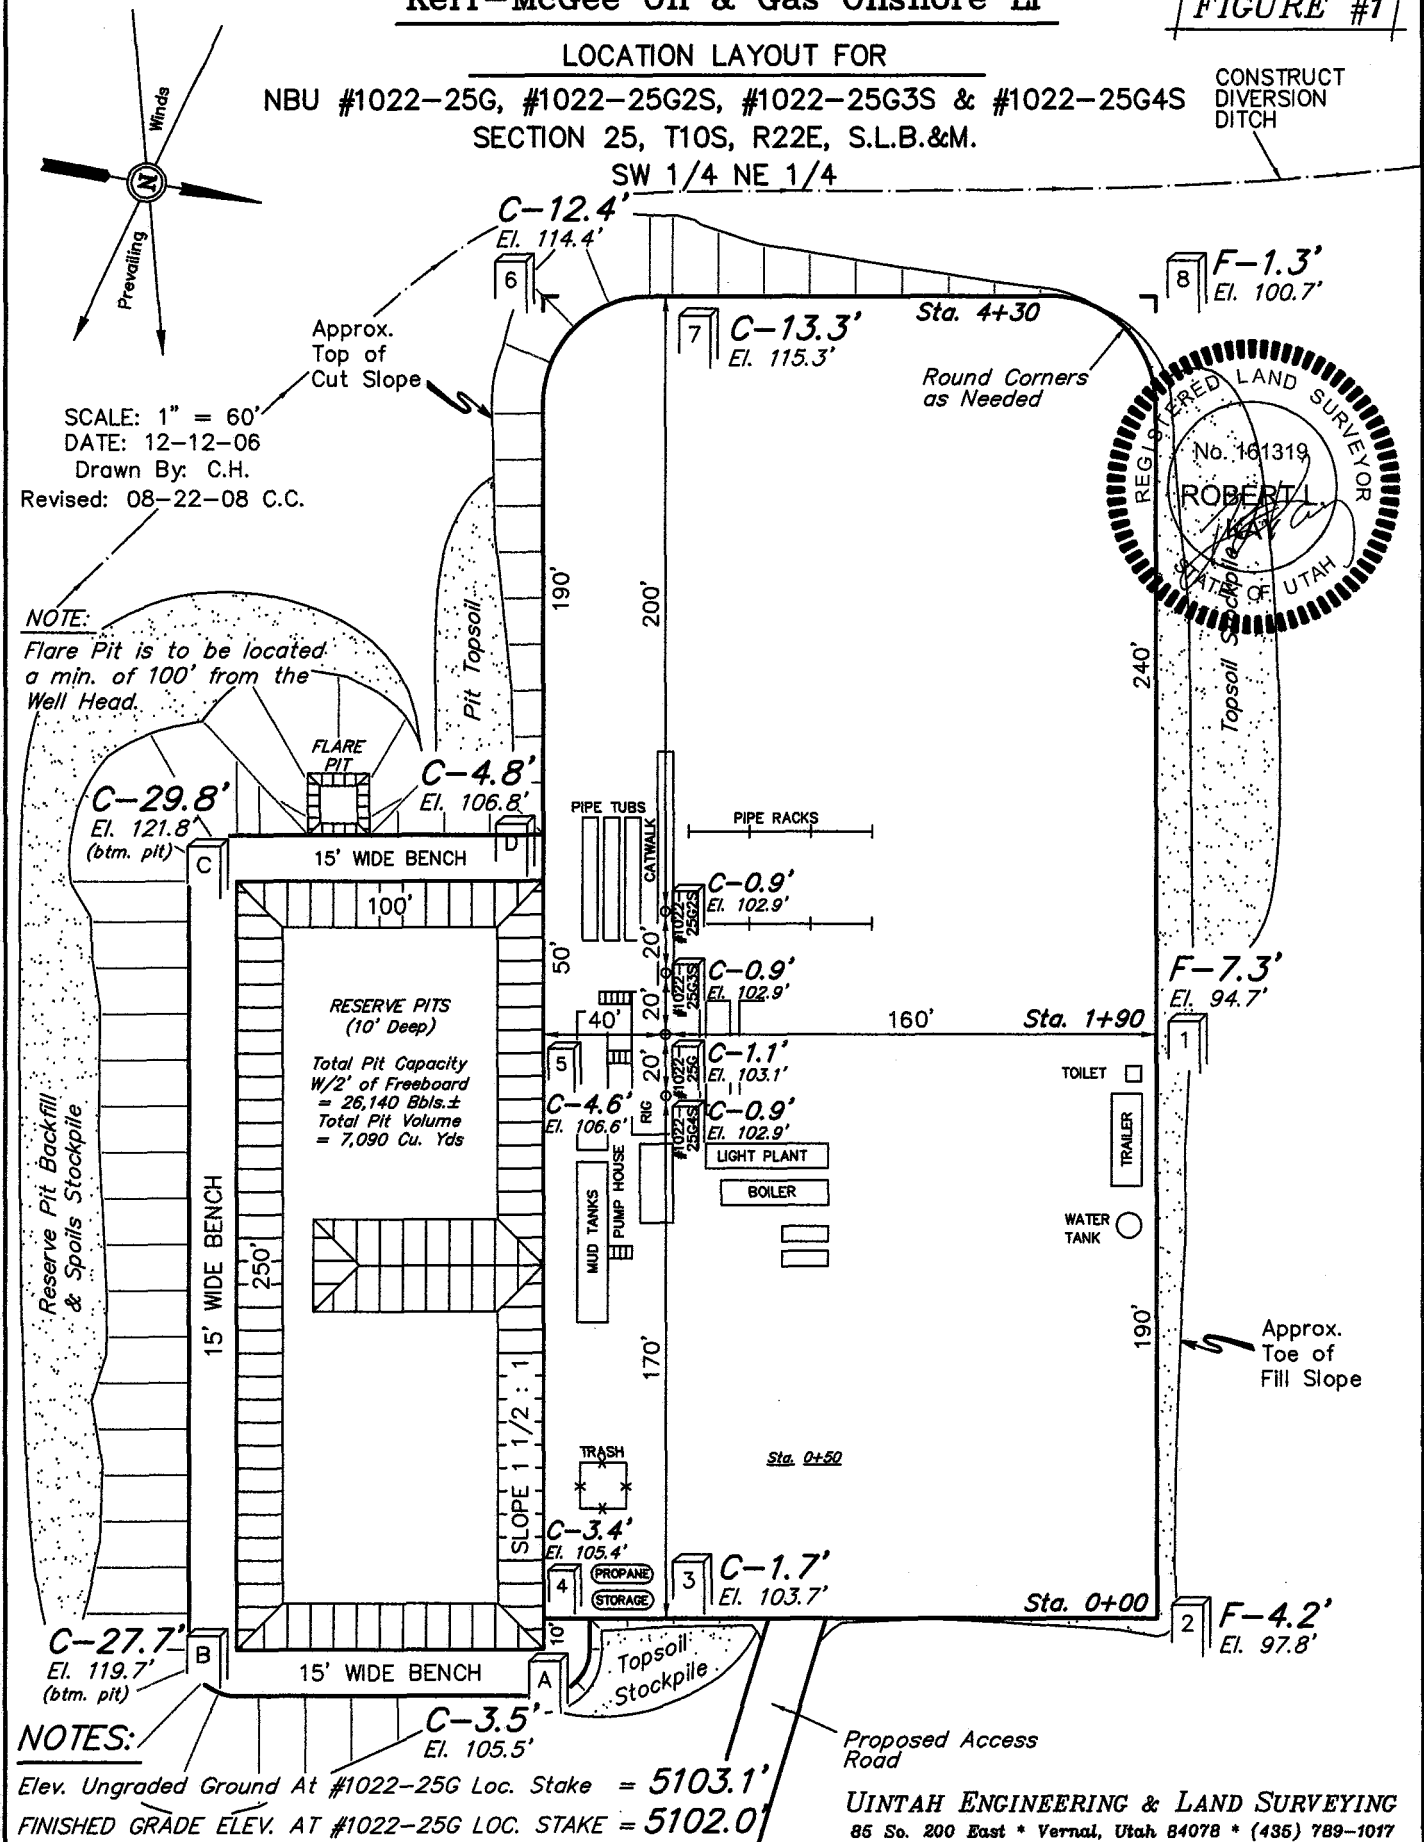 Kerr-McGee Oil & Gas Onshore LP
FIGURE #1
LOCATION LAYOUT FOR
NBU #1022-25G, #1022-25G2S, #1022-25G3S & #1022-25G4S
SECTION 25, T10S, R22E, S.L.B.&M.
SW 1/4 NE 1/4
CONSTRUCT
DIVERSION
DITCH
Winds
N
Prevailing
C-12.4'
El. 114.4'
6
F-1.3'
El. 100.7'
8
Sta. 4+30
7
C-13.3'
El. 115.3'
Approx.
Top of
Cut Slope
Round Corners
as Needed
SCALE: 1" = 60'
DATE: 12-12-06
Drawn By: C.H.
Revised: 08-22-08 C.C.
REGISTERED LAND SURVEYOR
No. 161319
ROBERT L.
KAY
STATE OF UTAH
NOTE:
Flare Pit is to be located
a min. of 100' from the
Well Head.
Pit Topsoil
190'
200'
240'
Topsoil Stockpile
FLARE
PIT
C-29.8'
El. 121.8'
(btm. pit)
C
C-4.8'
El. 106.8'
D
15' WIDE BENCH
PIPE TUBS
CATWALK
PIPE RACKS
100'
50'
C-0.9'
El. 102.9'
#1022-
25G2S
20'
C-0.9'
El. 102.9'
#1022-
25G3S
20'
F-7.3'
El. 94.7'
1
RESERVE PITS
(10' Deep)
Total Pit Capacity
W/2' of Freeboard
= 26,140 Bbls.±
Total Pit Volume
= 7,090 Cu. Yds
40'
160'
Sta. 1+90
5
C-4.6'
El. 106.6'
20'
RIG
#1022-
25G
C-1.1'
El. 103.1'
#1022-
25G4S
C-0.9'
El. 102.9'
TOILET
TRAILER
LIGHT PLANT
BOILER
WATER
TANK
MUD TANKS
PUMP HOUSE
Reserve Pit Backfill
& Spoils Stockpile
15' WIDE BENCH
250'
SLOPE 1 1/2 : 1
170'
190'
Approx.
Toe of
Fill Slope
TRASH
Sta. 0+50
C-3.4'
El. 105.4'
4
PROPANE
STORAGE
3
C-1.7'
El. 103.7'
Sta. 0+00
2
F-4.2'
El. 97.8'
C-27.7'
El. 119.7'
(btm. pit)
B
15' WIDE BENCH
10'
A
Topsoil
Stockpile
C-3.5'
El. 105.5'
Proposed Access
Road
NOTES:
Elev. Ungraded Ground At #1022-25G Loc. Stake = 5103.1'
FINISHED GRADE ELEV. AT #1022-25G LOC. STAKE = 5102.0'
UINTAH ENGINEERING & LAND SURVEYING
85 So. 200 East * Vernal, Utah 84078 * (435) 789-1017